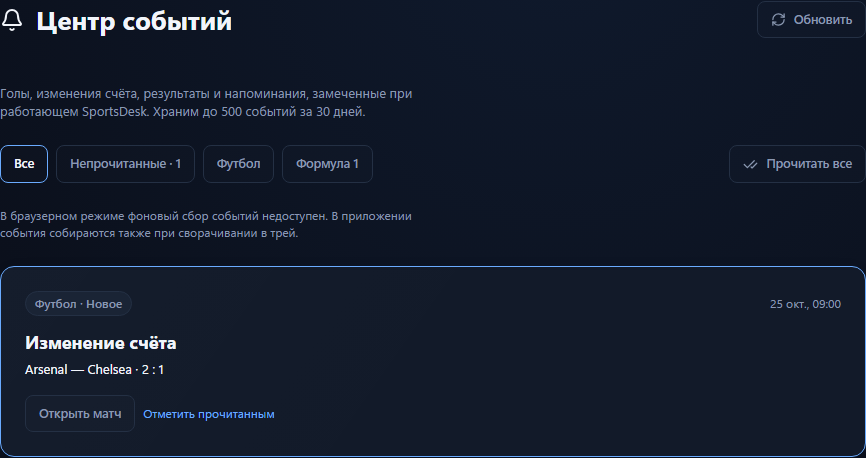 Центр событий
Обновить
Голы, изменения счёта, результаты и напоминания, замеченные при
работающем SportsDesk. Храним до 500 событий за 30 дней.
Все
Непрочитанные · 1
Футбол
Формула 1
Прочитать все
В браузерном режиме фоновый сбор событий недоступен. В приложении
события собираются также при сворачивании в трей.
Футбол · Новое
25 окт., 09:00
Изменение счёта
Arsenal — Chelsea · 2 : 1
Открыть матч
Отметить прочитанным